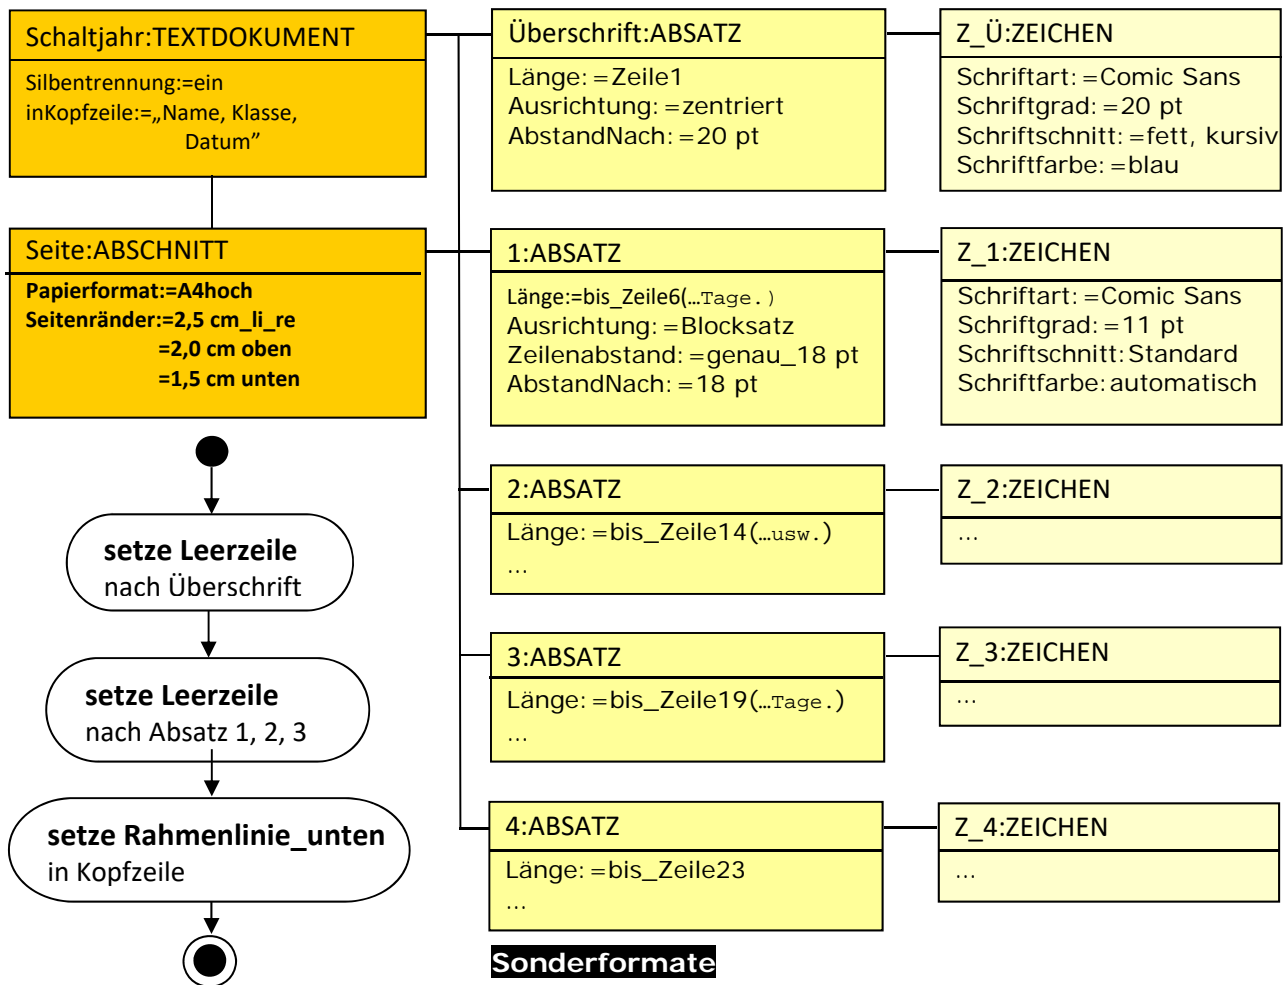 Schaltjahr:TEXTDOKUMENT
Silbentrennung:=ein
inKopfzeile:=„Name, Klasse,
Datum”
Seite:ABSCHNITT
Papierformat:=A4hoch
Seitenränder:=2,5 cm_li_re
=2,0 cm oben
=1,5 cm unten
setze Leerzeile
nach Überschrift
setze Leerzeile
nach Absatz 1, 2, 3
setze Rahmenlinie_unten
in Kopfzeile
Überschrift:ABSATZ
Länge:=Zeile1
Ausrichtung:=zentriert
AbstandNach:=20 pt
Z_Ü:ZEICHEN
Schriftart:=Comic Sans
Schriftgrad:=20 pt
Schriftschnitt:=fett, kursiv
Schriftfarbe:=blau
1:ABSATZ
Länge:=bis_Zeile6(…Tage.)
Ausrichtung:=Blocksatz
Zeilenabstand:=genau_18 pt
AbstandNach:=18 pt
Z_1:ZEICHEN
Schriftart:=Comic Sans
Schriftgrad:=11 pt
Schriftschnitt:Standard
Schriftfarbe:automatisch
2:ABSATZ
Länge:=bis_Zeile14(…usw.)
…
Z_2:ZEICHEN
…
3:ABSATZ
Länge:=bis_Zeile19(…Tage.)
…
Z_3:ZEICHEN
…
4:ABSATZ
Länge:=bis_Zeile23
…
Z_4:ZEICHEN
…
Sonderformate